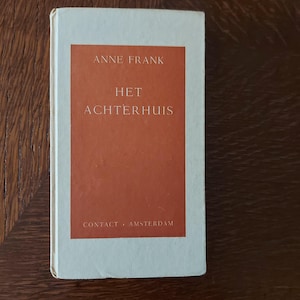 ANNE FRANK
HET
ACHTERHUIS
CONTACT • AMSTERDAM